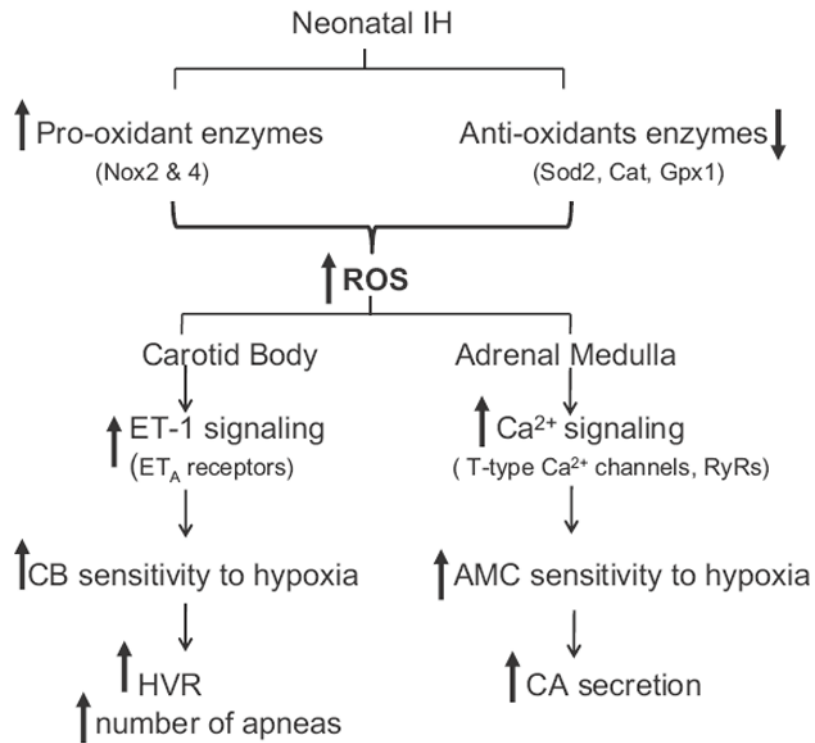 Neonatal IH
Pro-oxidant enzymes
(Nox2 & 4)
Anti-oxidants enzymes
(Sod2, Cat, Gpx1)
ROS
Carotid Body
Adrenal Medulla
ET-1 signaling
(ET_A receptors)
Ca²⁺ signaling
( T-type Ca²⁺ channels, RyRs)
CB sensitivity to hypoxia
AMC sensitivity to hypoxia
HVR
number of apneas
CA secretion